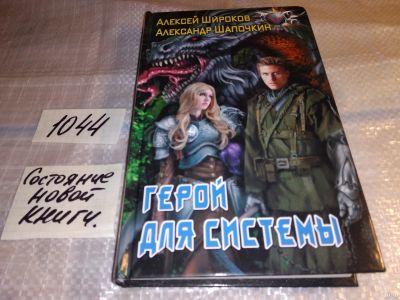 Алексей Широков
Александр Шапочкин
1044
Состояние
новой
книги.
ГЕРОЙ
ДЛЯ СИСТЕМЫ